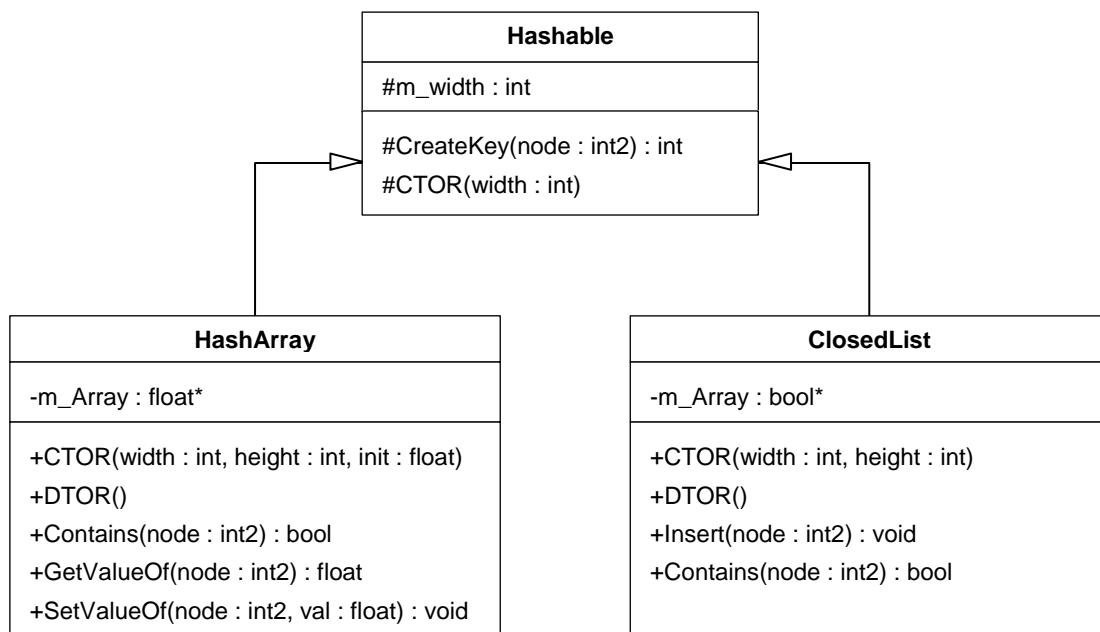 Hashable
#m_width : int
#CreateKey(node : int2) : int
#CTOR(width : int)
HashArray
-m_Array : float*
+CTOR(width : int, height : int, init : float)
+DTOR()
+Contains(node : int2) : bool
+GetValueOf(node : int2) : float
+SetValueOf(node : int2, val : float) : void
ClosedList
-m_Array : bool*
+CTOR(width : int, height : int)
+DTOR()
+Insert(node : int2) : void
+Contains(node : int2) : bool